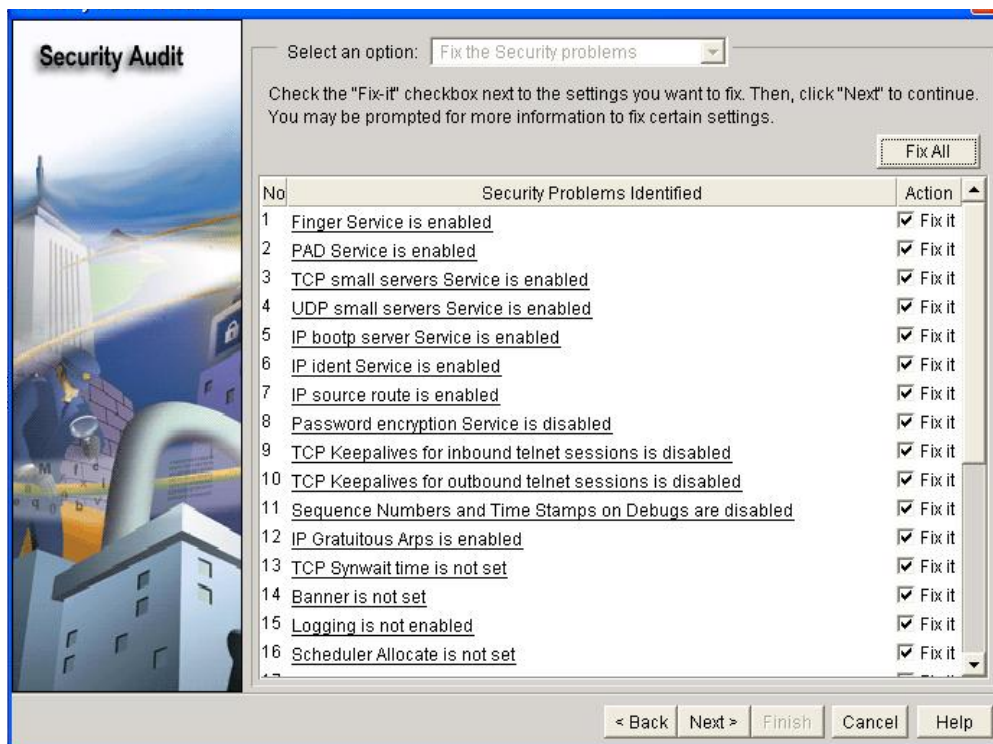 Security Audit
Select an option: Fix the Security problems
Check the "Fix-it" checkbox next to the settings you want to fix. Then, click "Next" to continue.
You may be prompted for more information to fix certain settings.
Fix All
No Security Problems Identified Action
1 Finger Service is enabled Fix it
2 PAD Service is enabled Fix it
3 TCP small servers Service is enabled Fix it
4 UDP small servers Service is enabled Fix it
5 IP bootp server Service is enabled Fix it
6 IP ident Service is enabled Fix it
7 IP source route is enabled Fix it
8 Password encryption Service is disabled Fix it
9 TCP Keepalives for inbound telnet sessions is disabled Fix it
10 TCP Keepalives for outbound telnet sessions is disabled Fix it
11 Sequence Numbers and Time Stamps on Debugs are disabled Fix it
12 IP Gratuitous Arps is enabled Fix it
13 TCP Synwait time is not set Fix it
14 Banner is not set Fix it
15 Logging is not enabled Fix it
16 Scheduler Allocate is not set Fix it
< Back Next > Finish Cancel Help